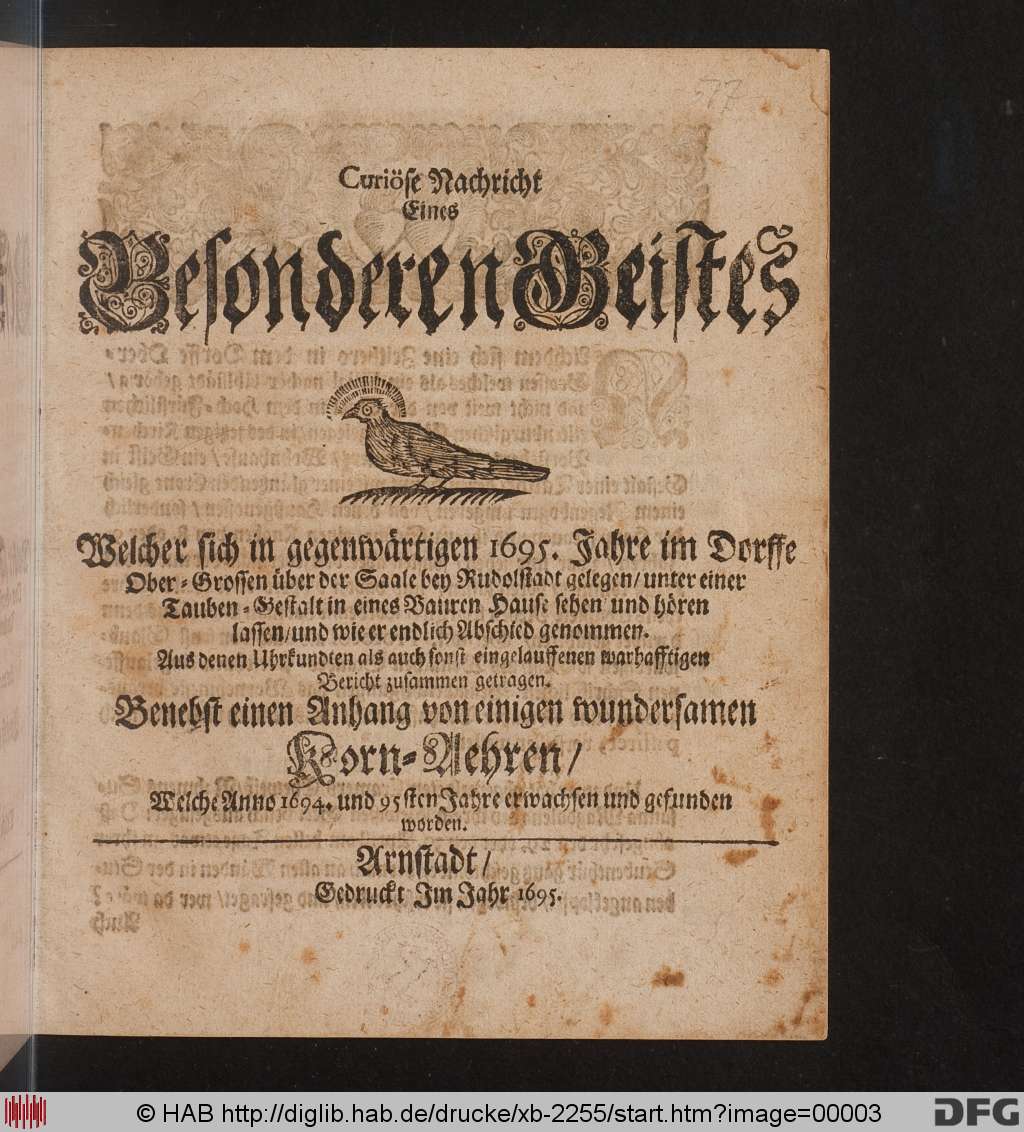 577
Curiöse Nachricht
Eines
Besonderen Geistes
Welcher sich in gegenwärtigen 1695. Jahre im Dorffe
Ober-Grossen über der Saale bey Rudolstadt gelegen/ unter einer
Tauben-Gestalt in eines Bauren Hause sehen und hören
lassen/ und wie er endlich Abschied genommen.
Aus denen Uhrkundten als auch sonst eingelauffenen warhafftigen
Bericht zusammen getragen.
Benebst einen Anhang von einigen wundersamen
Korn-Aehren/
Welche Anno 1694. und 95sten Jahre erwachsen und gefunden
worden.
Arnstadt/
Gedruckt Im Jahr 1695.
© HAB http://diglib.hab.de/drucke/xb-2255/start.htm?image=00003
DFG